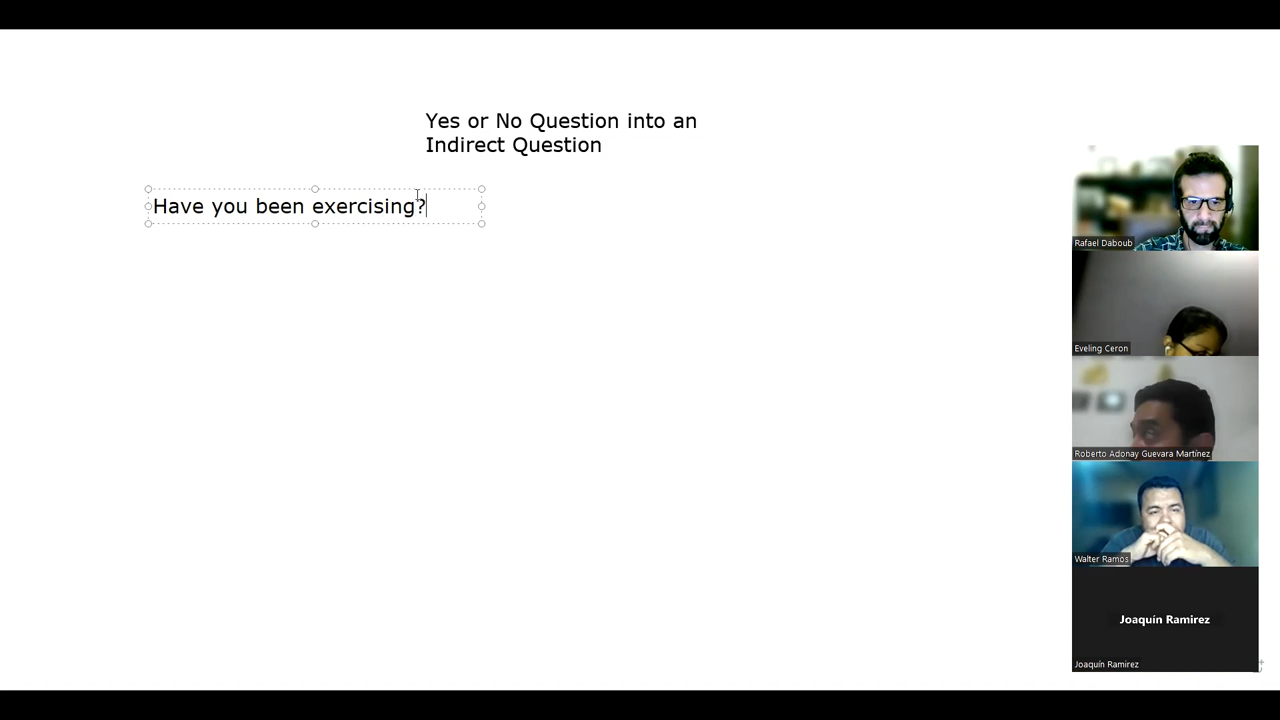 Yes or No Question into an
Indirect Question
Have you been exercising?
Rafael Daboub
Eveling Ceron
Roberto Adonay Guevara Martínez
Walter Ramos
Joaquín Ramirez
Joaquín Ramirez